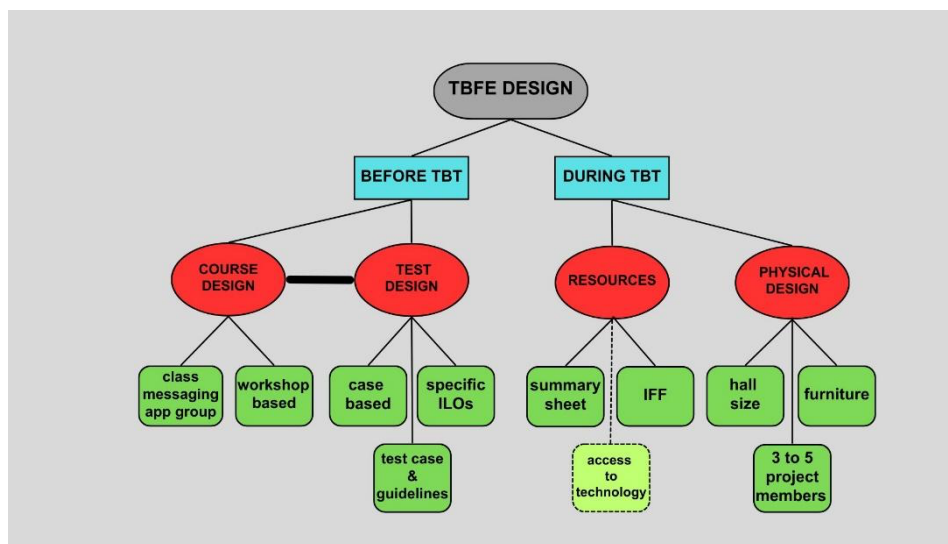 TBFE DESIGN
BEFORE TBT
DURING TBT
COURSE
DESIGN
TEST
DESIGN
RESOURCES
PHYSICAL
DESIGN
class
messaging
app group
workshop
based
case
based
specific
ILOs
summary
sheet
IFF
hall
size
furniture
test case
&
guidelines
access
to
technology
3 to 5
project
members